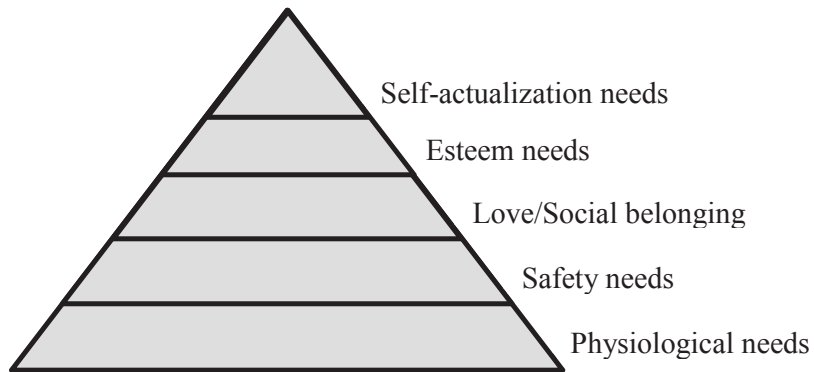 Self-actualization needs
Esteem needs
Love/Social belonging
Safety needs
Physiological needs